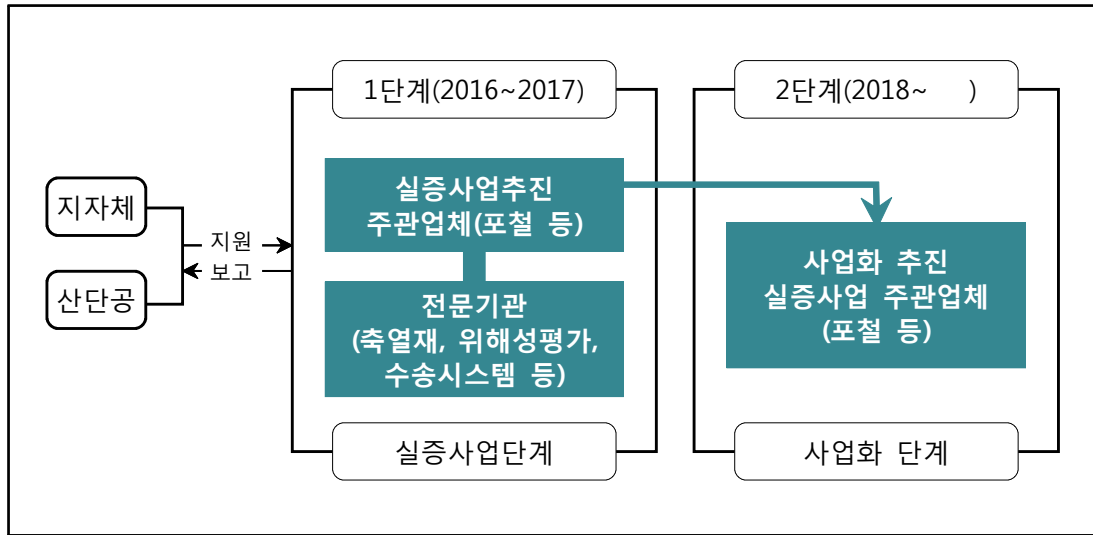 1단계(2016~2017)
2단계(2018~ )
지자체
산단공
지원
보고
실증사업추진
주관업체(포철 등)
전문기관
(축열재, 위해성평가,
수송시스템 등)
실증사업단계
사업화 추진
실증사업 주관업체
(포철 등)
사업화 단계